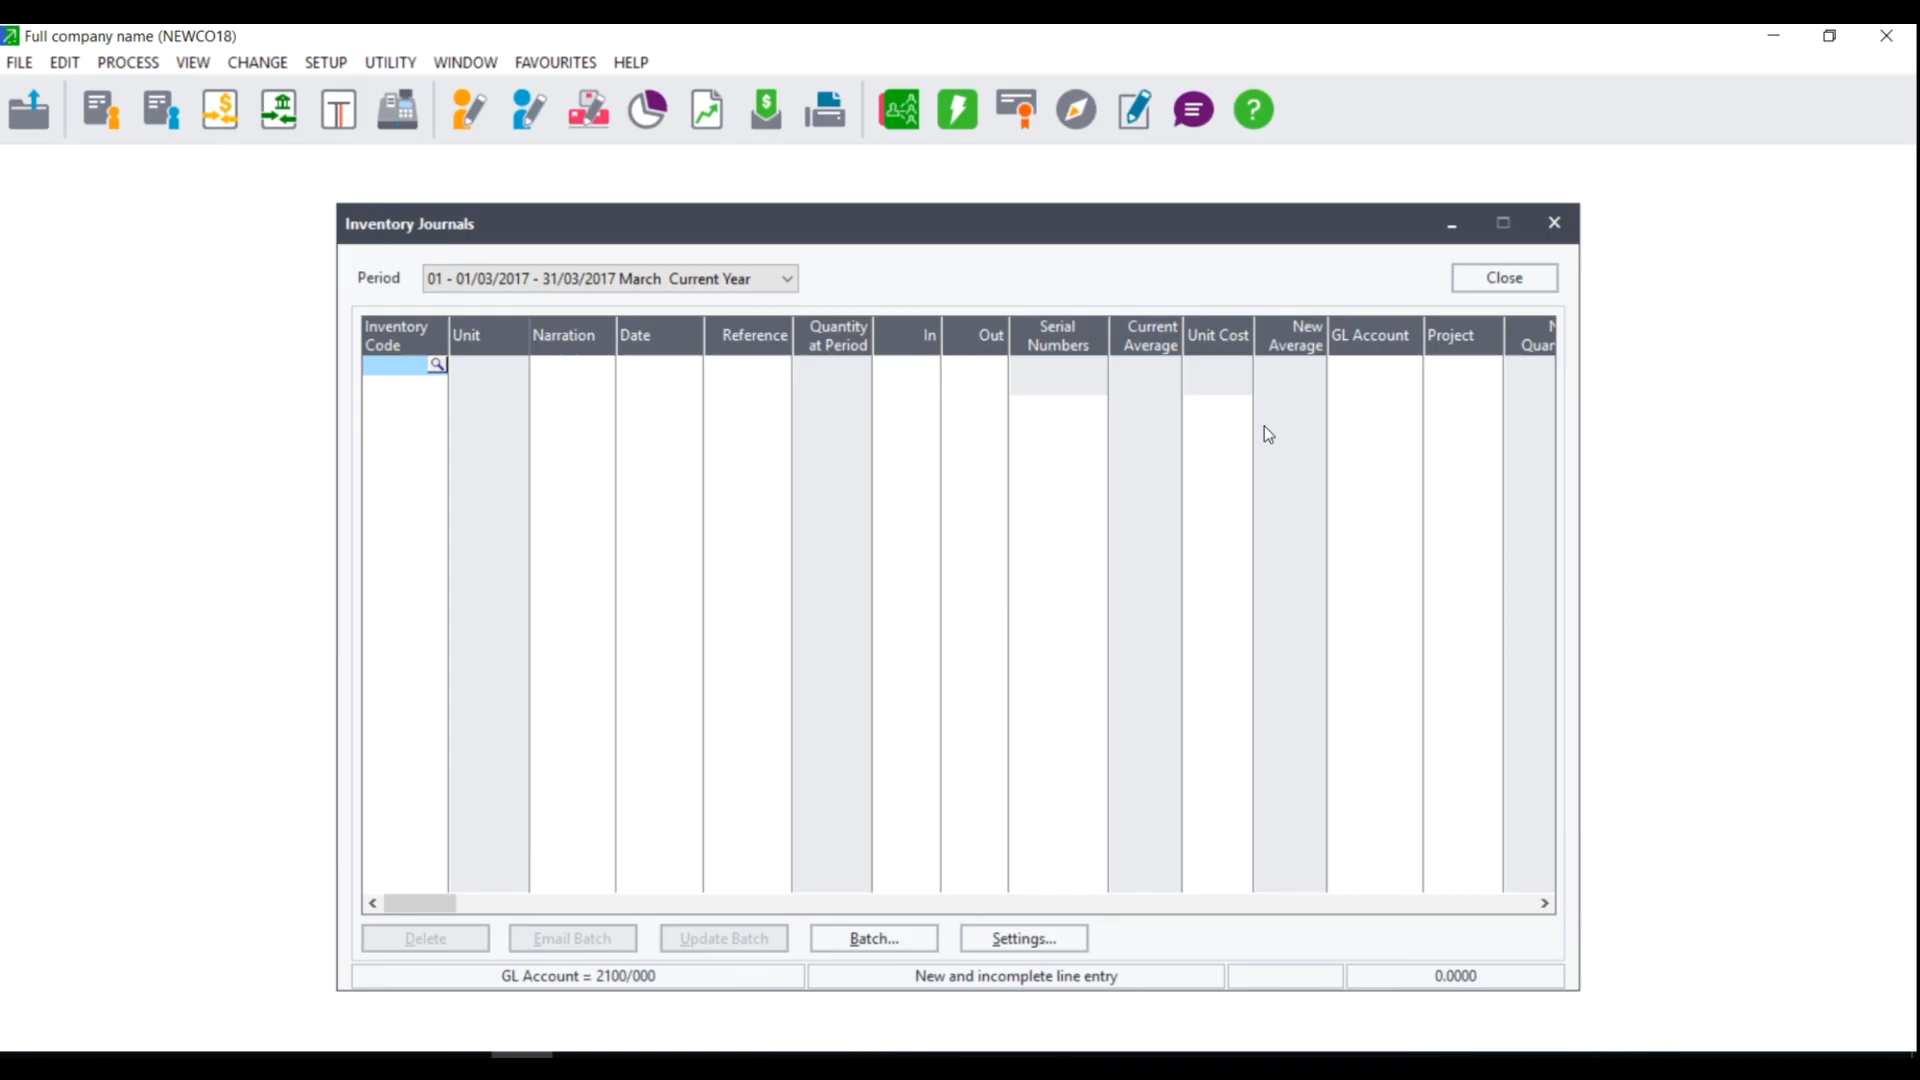 Full company name (NEWCO18)
FILE EDIT PROCESS VIEW CHANGE SETUP UTILITY WINDOW FAVOURITES HELP
Inventory Journals
Period 01 - 01/03/2017 - 31/03/2017 March Current Year Close
Inventory Code Unit Narration Date Reference Quantity at Period In Out Serial Numbers Current Average Unit Cost New Average GL Account Project N Quar
Delete Email Batch Update Batch Batch... Settings...
GL Account = 2100/000 New and incomplete line entry 0.0000